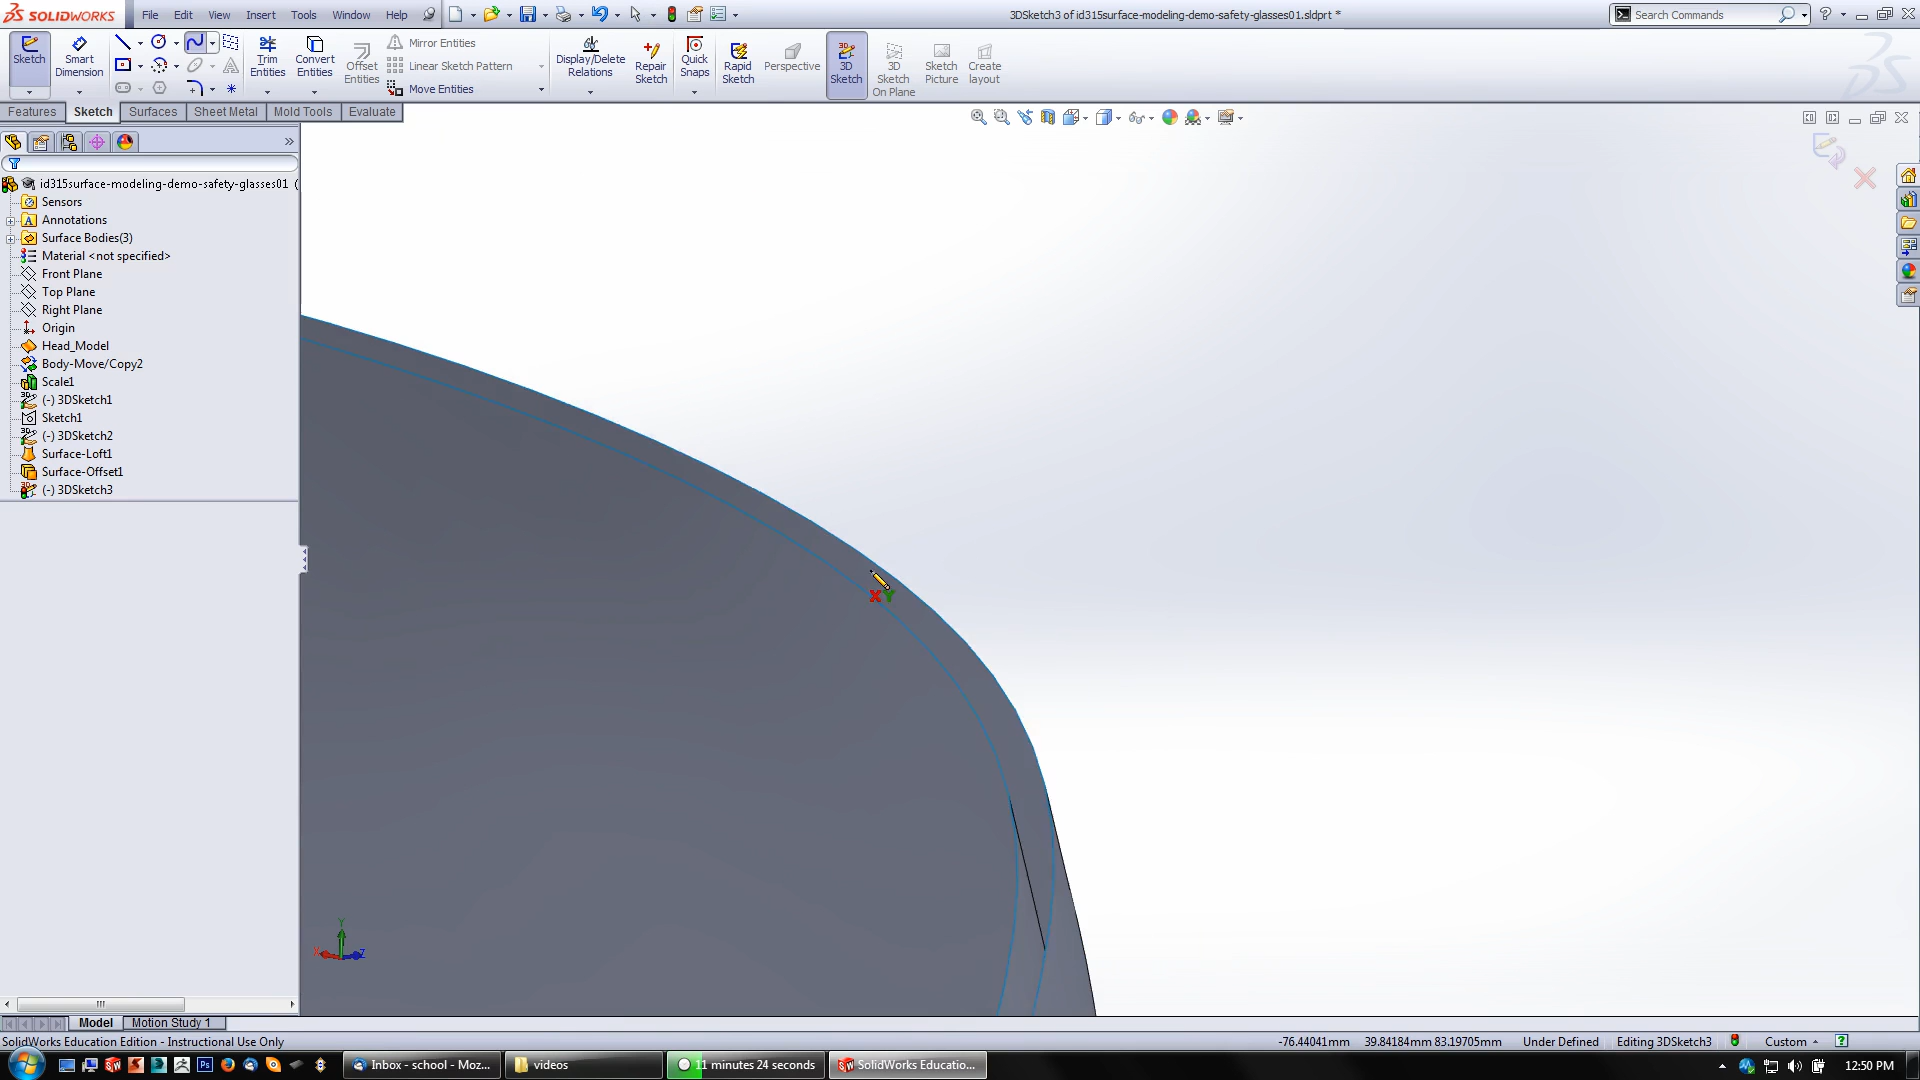 SOLIDWORKS File Edit View Insert Tools Window Help 3DSketch3 of id315surface-modeling-demo-safety-glasses01.sldprt * Search Commands
Sketch Smart Dimension Trim Entities Convert Entities Offset Entities Mirror Entities Linear Sketch Pattern Move Entities Display/Delete Relations Repair Sketch Quick Snaps Rapid Sketch Perspective 3D Sketch 3D Sketch On Plane Sketch Picture Create layout
Features Sketch Surfaces Sheet Metal Mold Tools Evaluate
id315surface-modeling-demo-safety-glasses01 (
Sensors
Annotations
Surface Bodies(3)
Material <not specified>
Front Plane
Top Plane
Right Plane
Origin
Head_Model
Body-Move/Copy2
Scale1
(-) 3DSketch1
Sketch1
(-) 3DSketch2
Surface-Loft1
Surface-Offset1
(-) 3DSketch3
X Y
Y
X Z
Model Motion Study 1
SolidWorks Education Edition - Instructional Use Only -76.44041mm 39.84184mm 83.19705mm Under Defined Editing 3DSketch3 Custom
Inbox - school - Moz... videos 11 minutes 24 seconds SolidWorks Educatio... 12:50 PM